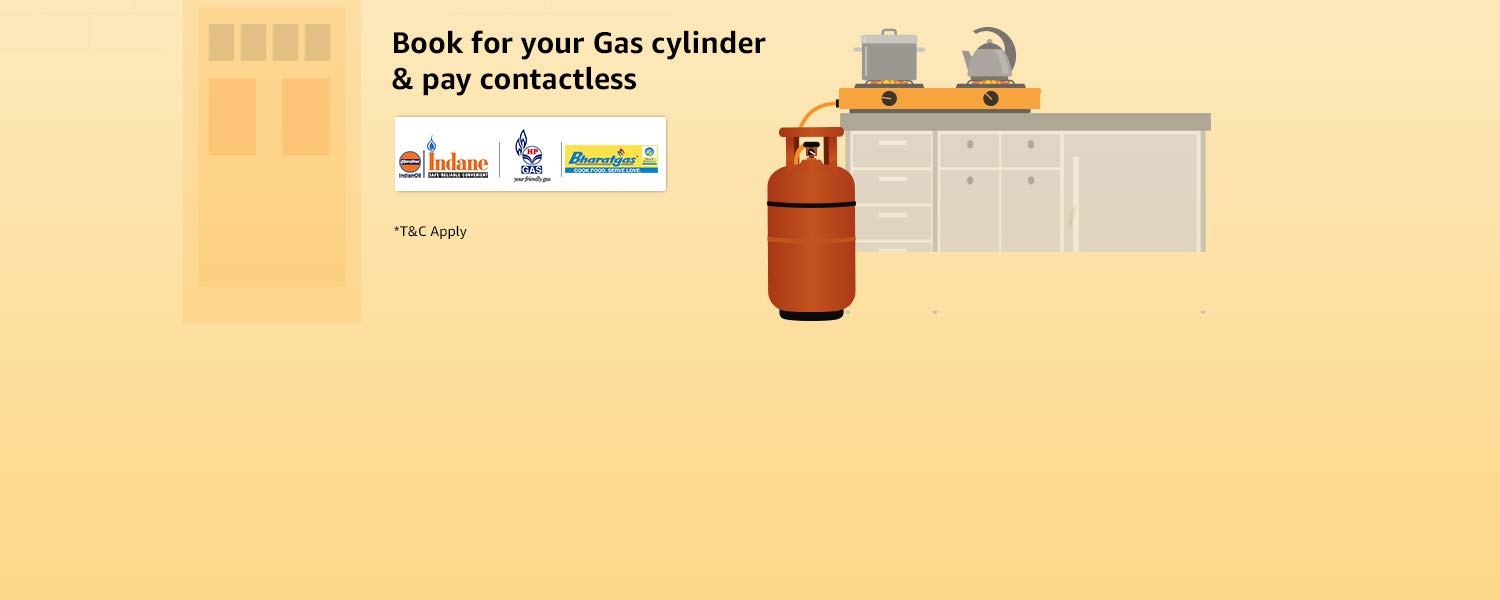 Book for your Gas cylinder
& pay contactless
IndianOil
Indane
SAFE • RELIABLE • CONVENIENT
HP
GAS
your friendly gas
Bharatgas
COOK FOOD. SERVE LOVE.
*T&C Apply